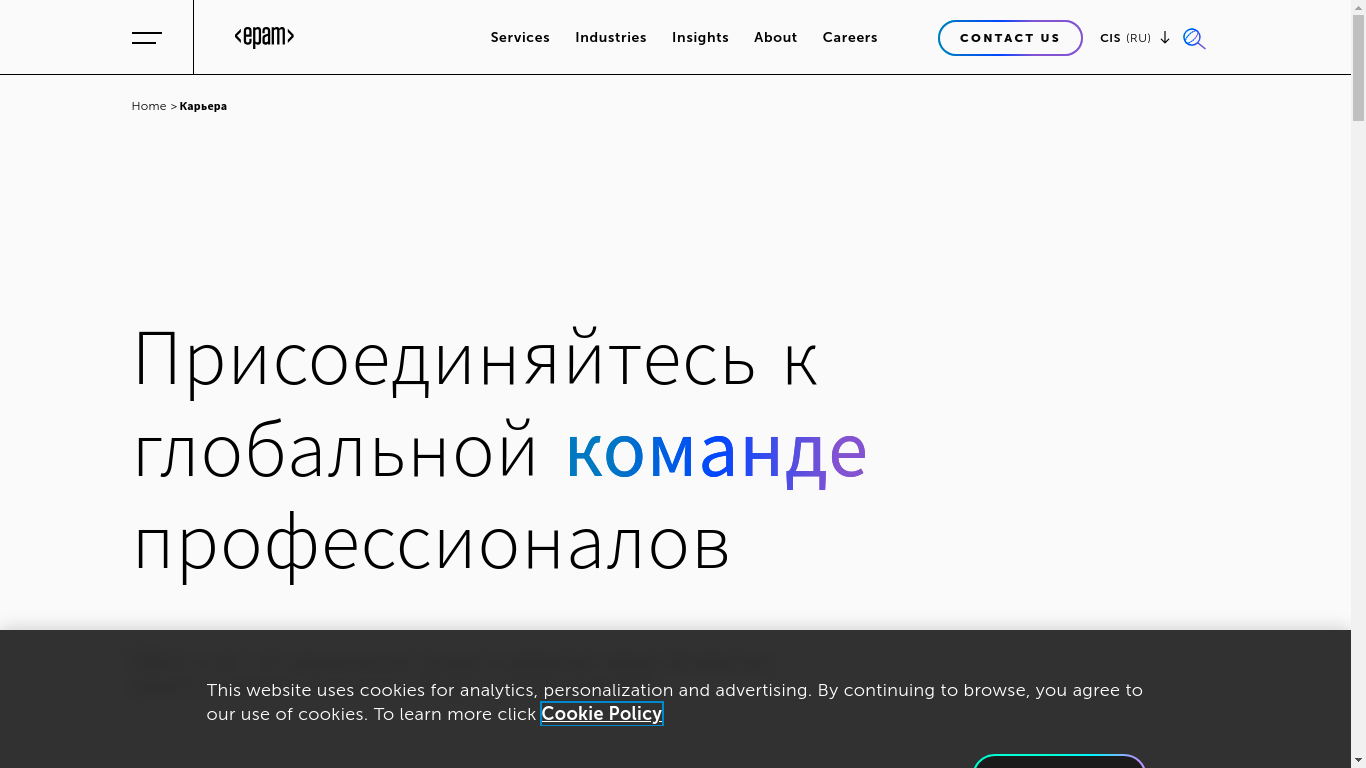 <epam>
Services Industries Insights About Careers
CONTACT US
CIS (RU)
Home > Карьера
Присоединяйтесь к
глобальной команде
профессионалов
This website uses cookies for analytics, personalization and advertising. By continuing to browse, you agree to
our use of cookies. To learn more click Cookie Policy